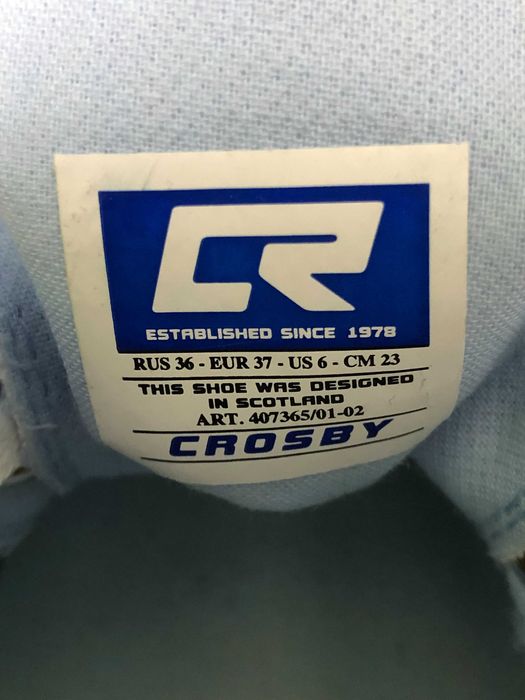 CR
ESTABLISHED SINCE 1978
RUS 36 - EUR 37 - US 6 - CM 23
THIS SHOE WAS DESIGNED
IN SCOTLAND
ART. 407365/01-02
CROSBY